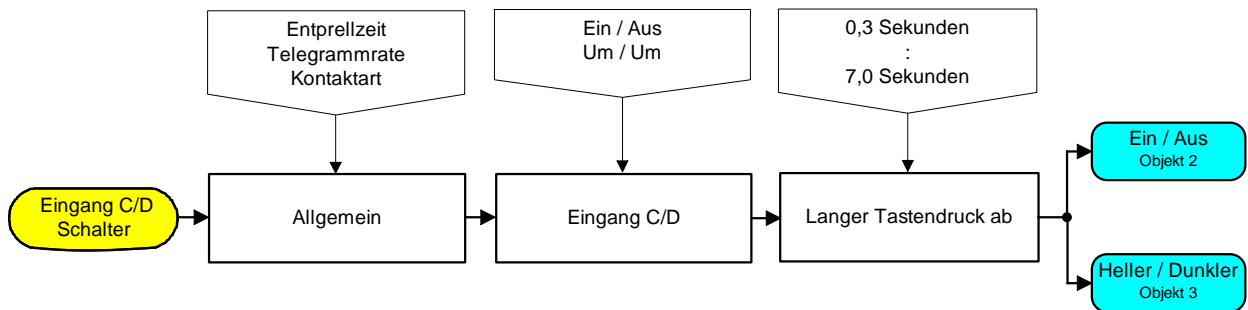 Entprellzeit
Telegrammrate
Kontaktart
Ein / Aus
Um / Um
0,3 Sekunden
:
7,0 Sekunden
Eingang C/D
Schalter
Allgemein
Eingang C/D
Langer Tastendruck ab
Ein / Aus
Objekt 2
Heller / Dunkler
Objekt 3